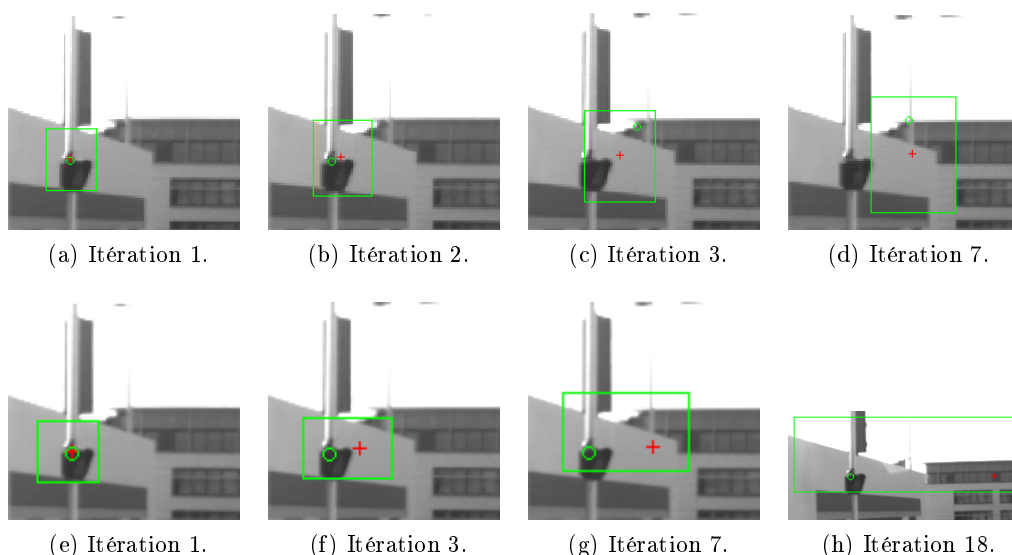 (a) Itération 1.
(b) Itération 2.
(c) Itération 3.
(d) Itération 7.
(e) Itération 1.
(f) Itération 3.
(g) Itération 7.
(h) Itération 18.